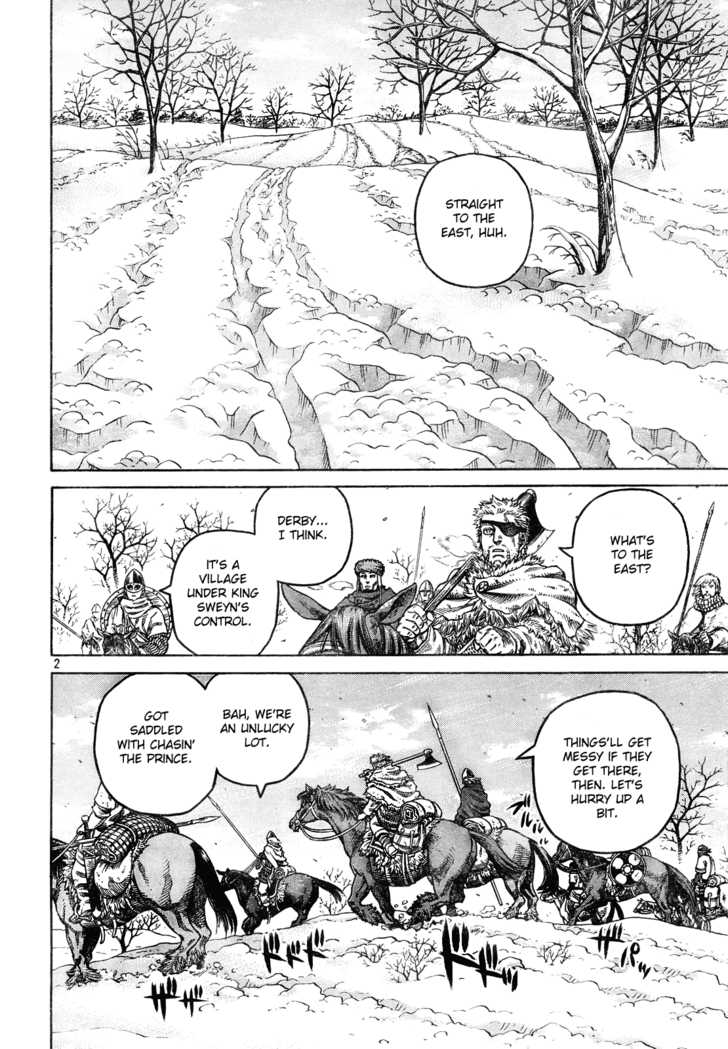 STRAIGHT
TO THE
EAST, HUH.
WHAT'S
TO THE
EAST?
DERBY...
I THINK.
IT'S A
VILLAGE
UNDER KING
SWEYN'S
CONTROL.
2
THINGS'LL GET
MESSY IF THEY
GET THERE,
THEN. LET'S
HURRY UP A
BIT.
BAH, WE'RE
AN UNLUCKY
LOT.
GOT
SADDLED
WITH CHASIN'
THE PRINCE.